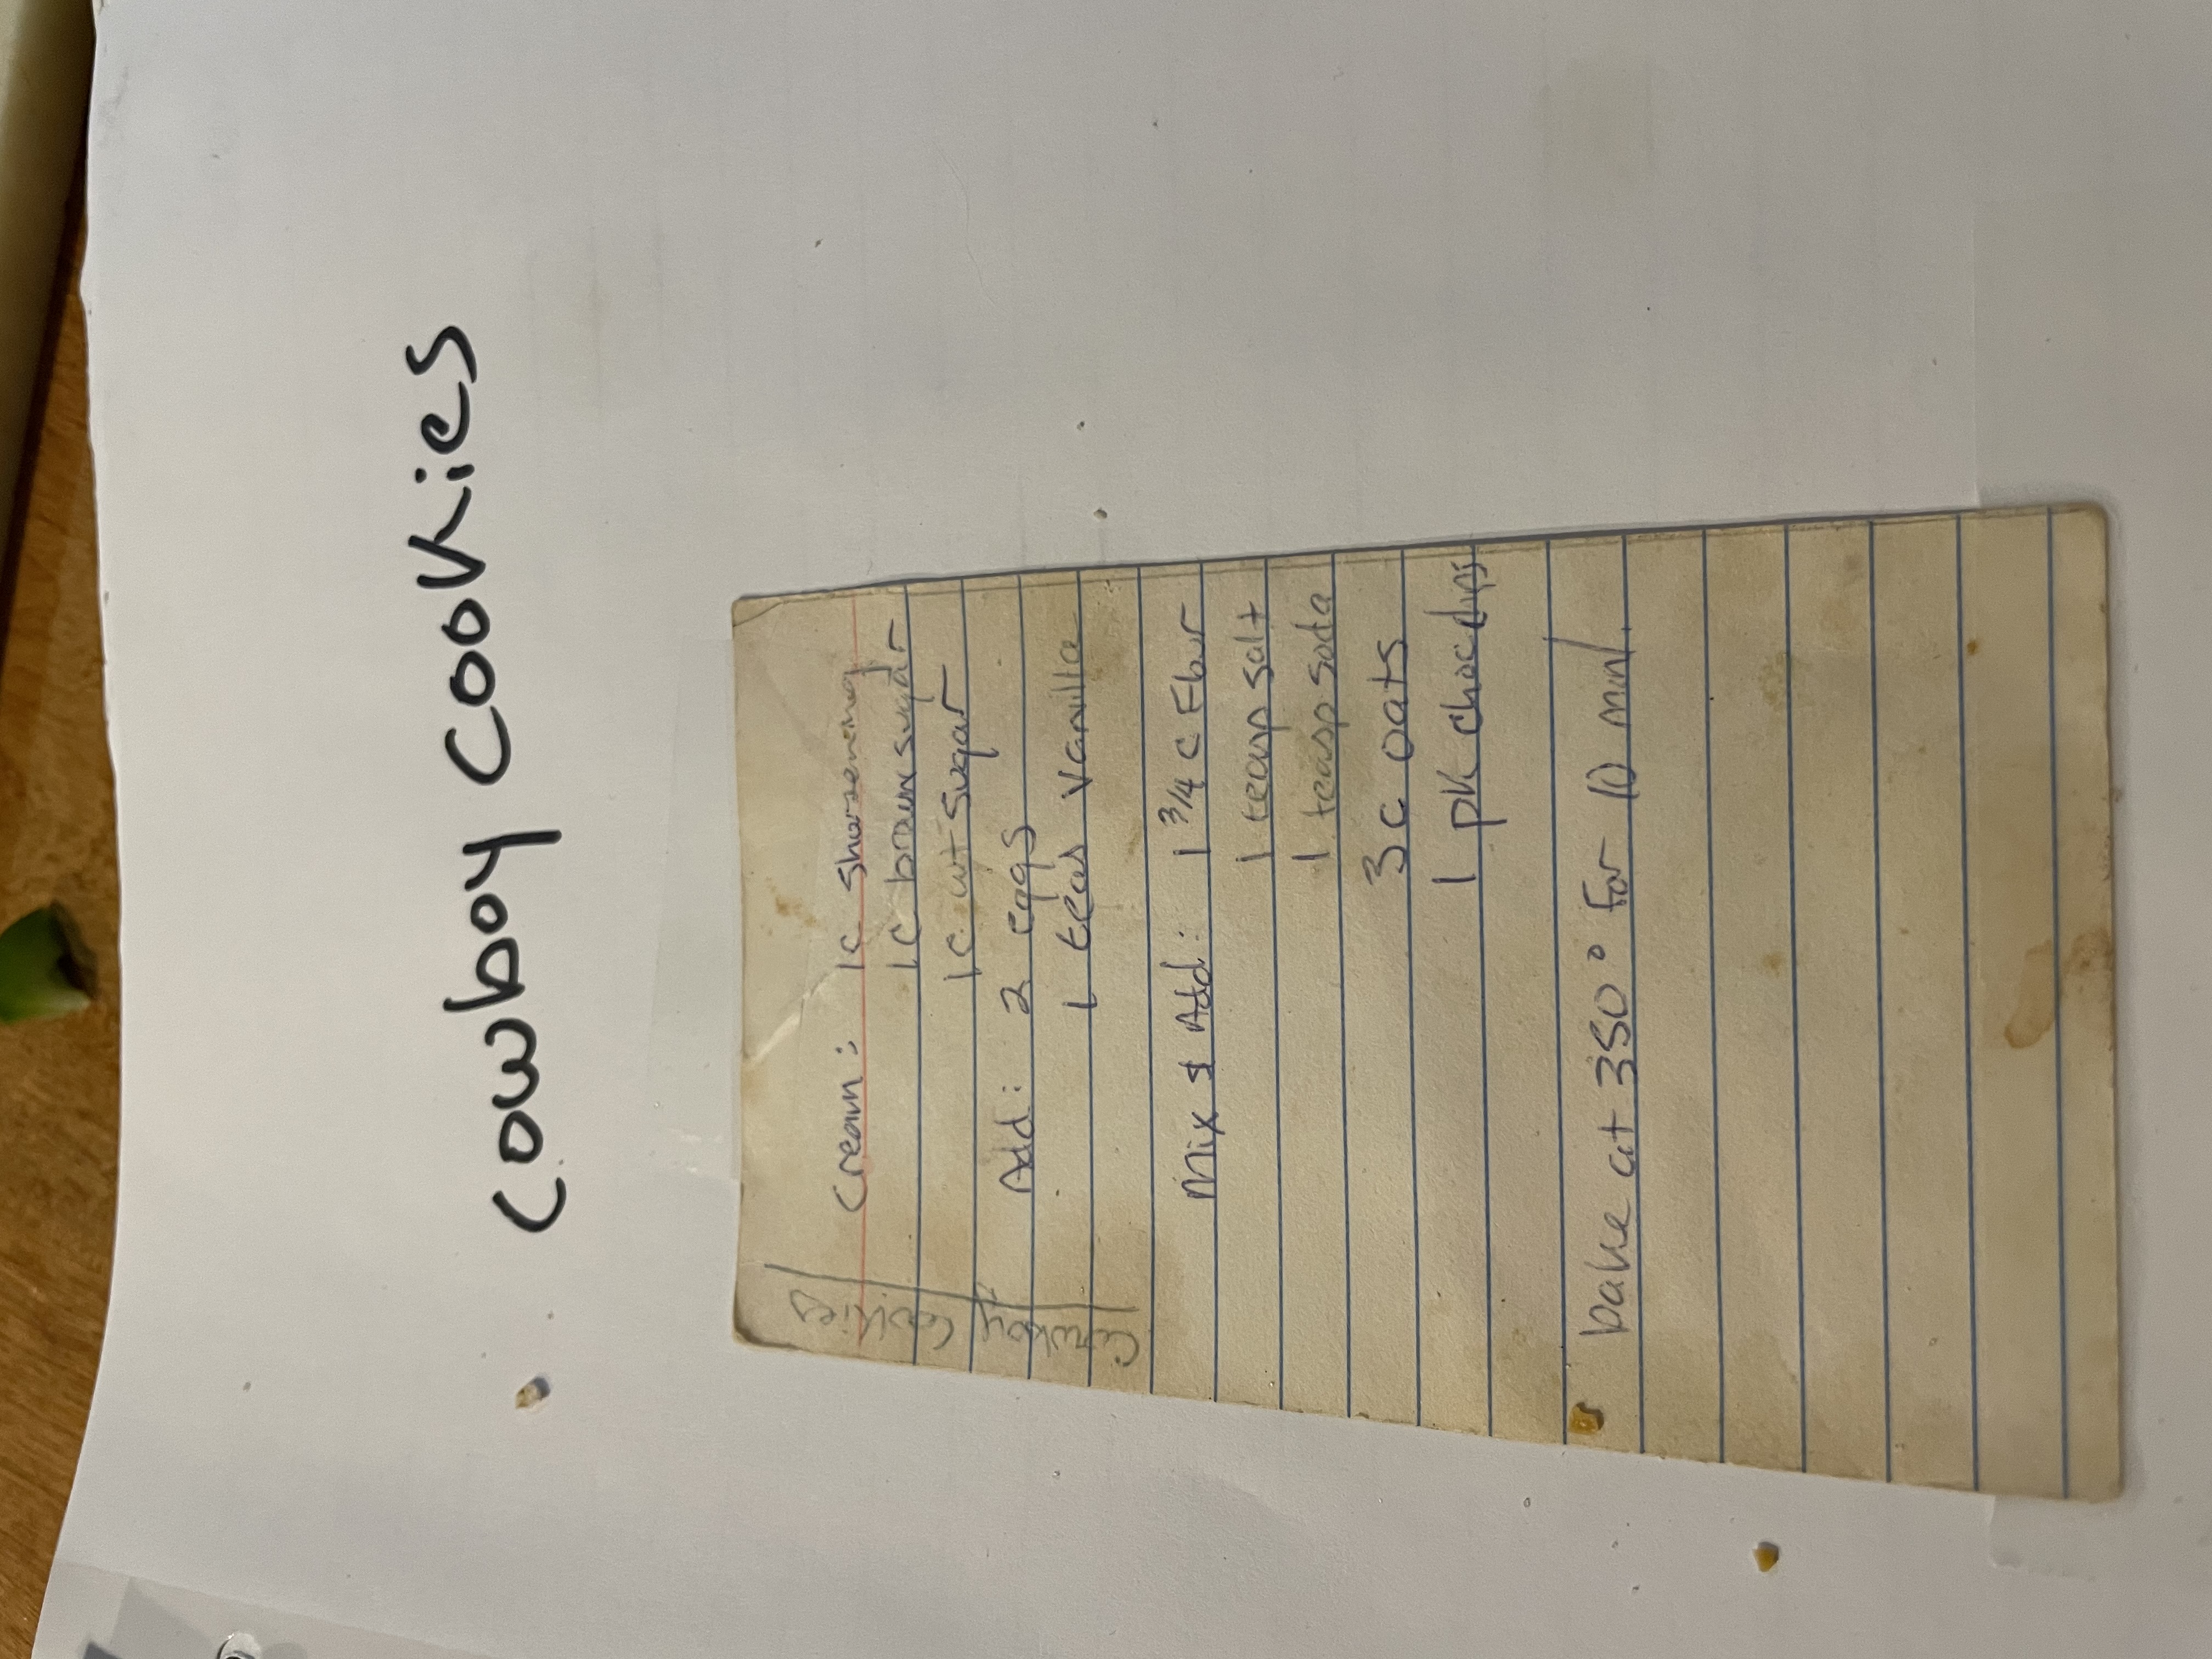 cowboy cookies
Cowboy Cookies
Cream: 1c shortening
1c brown sugar
1c wt sugar
Add: 2 eggs
1 teas vanilla
Mix & Add: 1 3/4 c Flour
1 teasp salt
1 teasp soda
3c oats
1 pk choc chips
bake at 350° for 10 min.